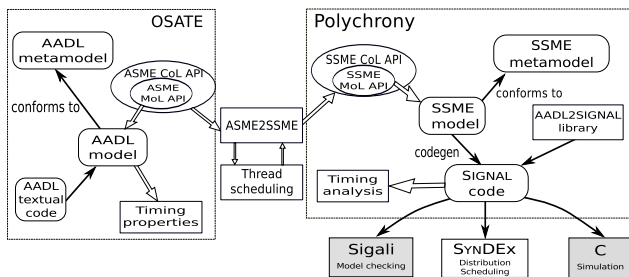 OSATE
Polychrony
AADL
metamodel
ASME CoL API
ASME
MoL API
conforms to
AADL
model
AADL
textual
code
Timing
properties
ASME2SSME
Thread
scheduling
SSME CoL API
SSME
MoL API
SSME
metamodel
conforms to
SSME
model
AADL2SIGNAL
library
codegen
Timing
analysis
SIGNAL
code
Sigali
Model checking
SYNDEX
Distribution
Scheduling
C
Simulation